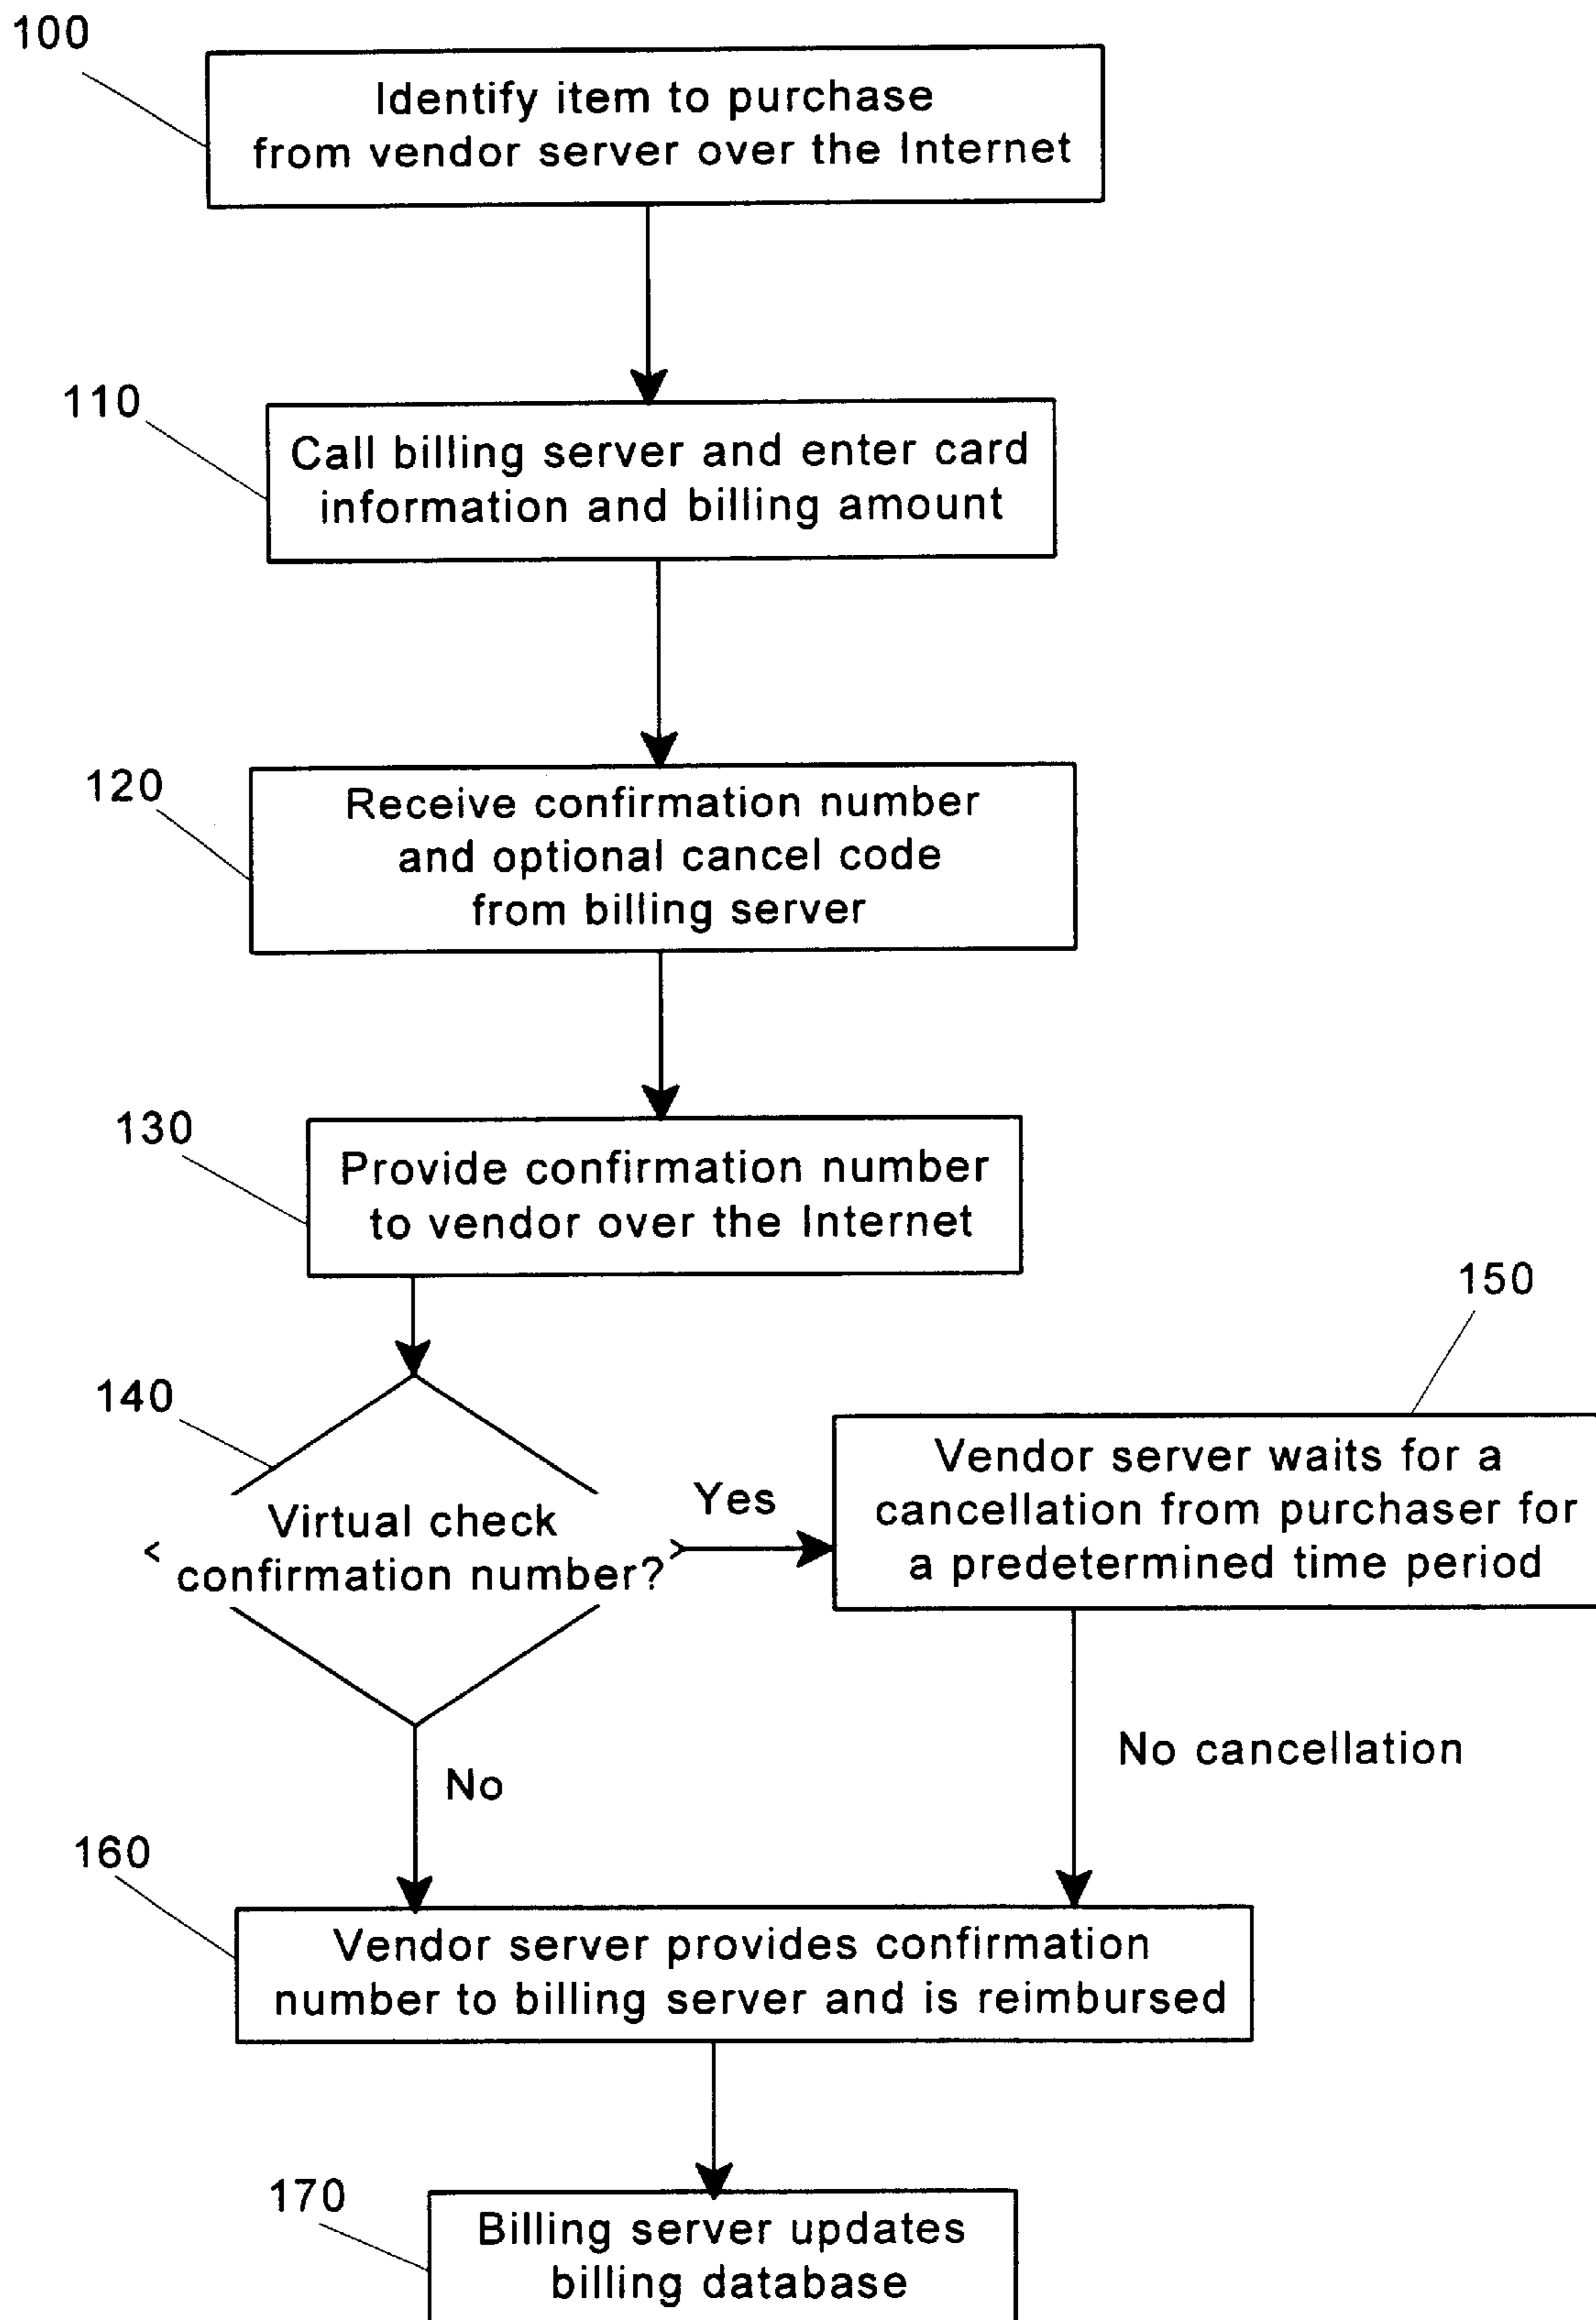 100
Identify item to purchase
from vendor server over the Internet
110
Call billing server and enter card
information and billing amount
120
Receive confirmation number
and optional cancel code
from billing server
130
Provide confirmation number
to vendor over the Internet
140
Virtual check
confirmation number?
Yes
150
Vendor server waits for a
cancellation from purchaser for
a predetermined time period
No
No cancellation
160
Vendor server provides confirmation
number to billing server and is reimbursed
170
Billing server updates
billing database